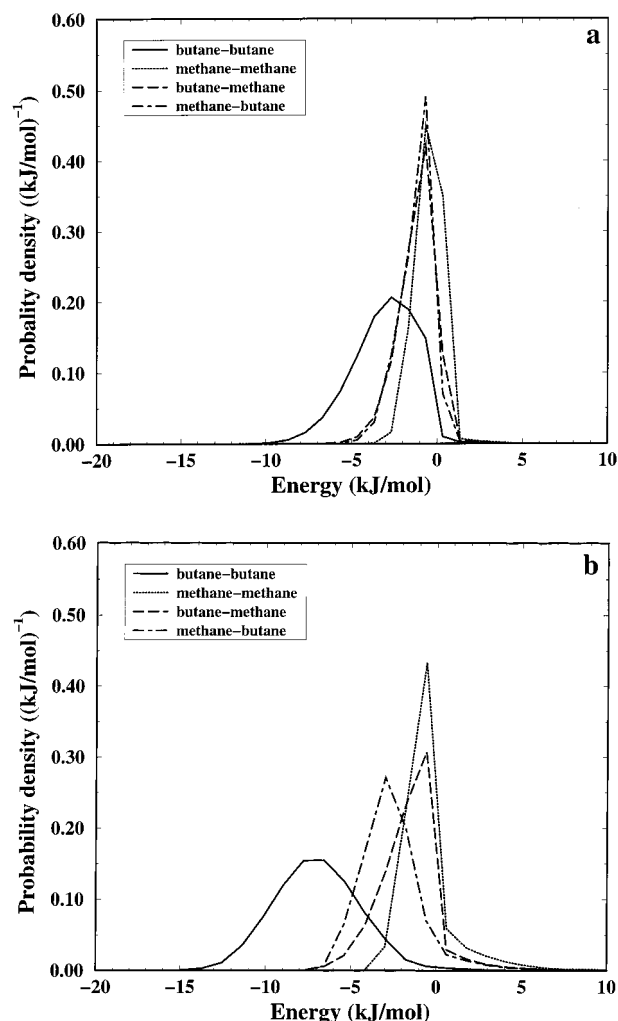 a
butane−butane
methane−methane
butane−methane
methane−butane
0.60
0.50
0.40
0.30
0.20
0.10
0.00
Probality density ((kJ/mol)⁻¹
−20 −15 −10 −5 0 5 10
Energy (kJ/mol)
b
butane−butane
methane−methane
butane−methane
methane−butane
0.60
0.50
0.40
0.30
0.20
0.10
0.00
Probability density ((kJ/mol)⁻¹
−20 −15 −10 −5 0 5 10
Energy (kJ/mol)